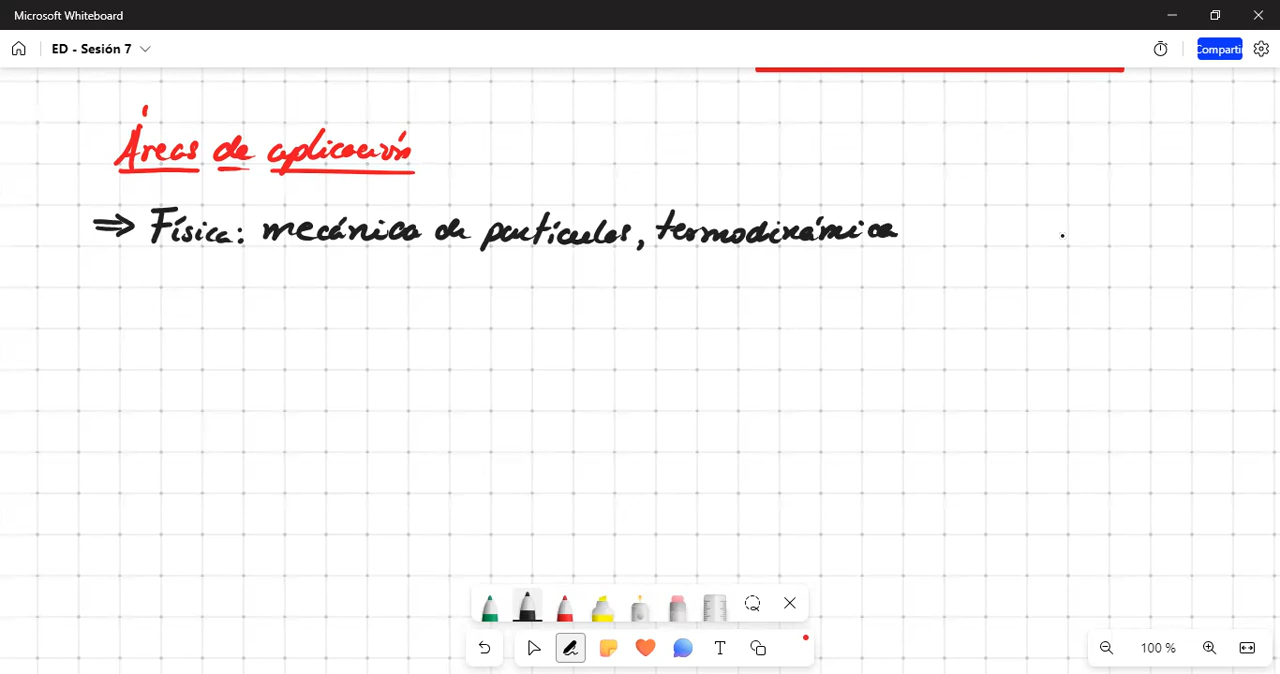 Microsoft Whiteboard
ED - Sesión 7
Comparti
Áreas de aplicación
⇒ Física: mecánica de partículas, termodinámica
100 %